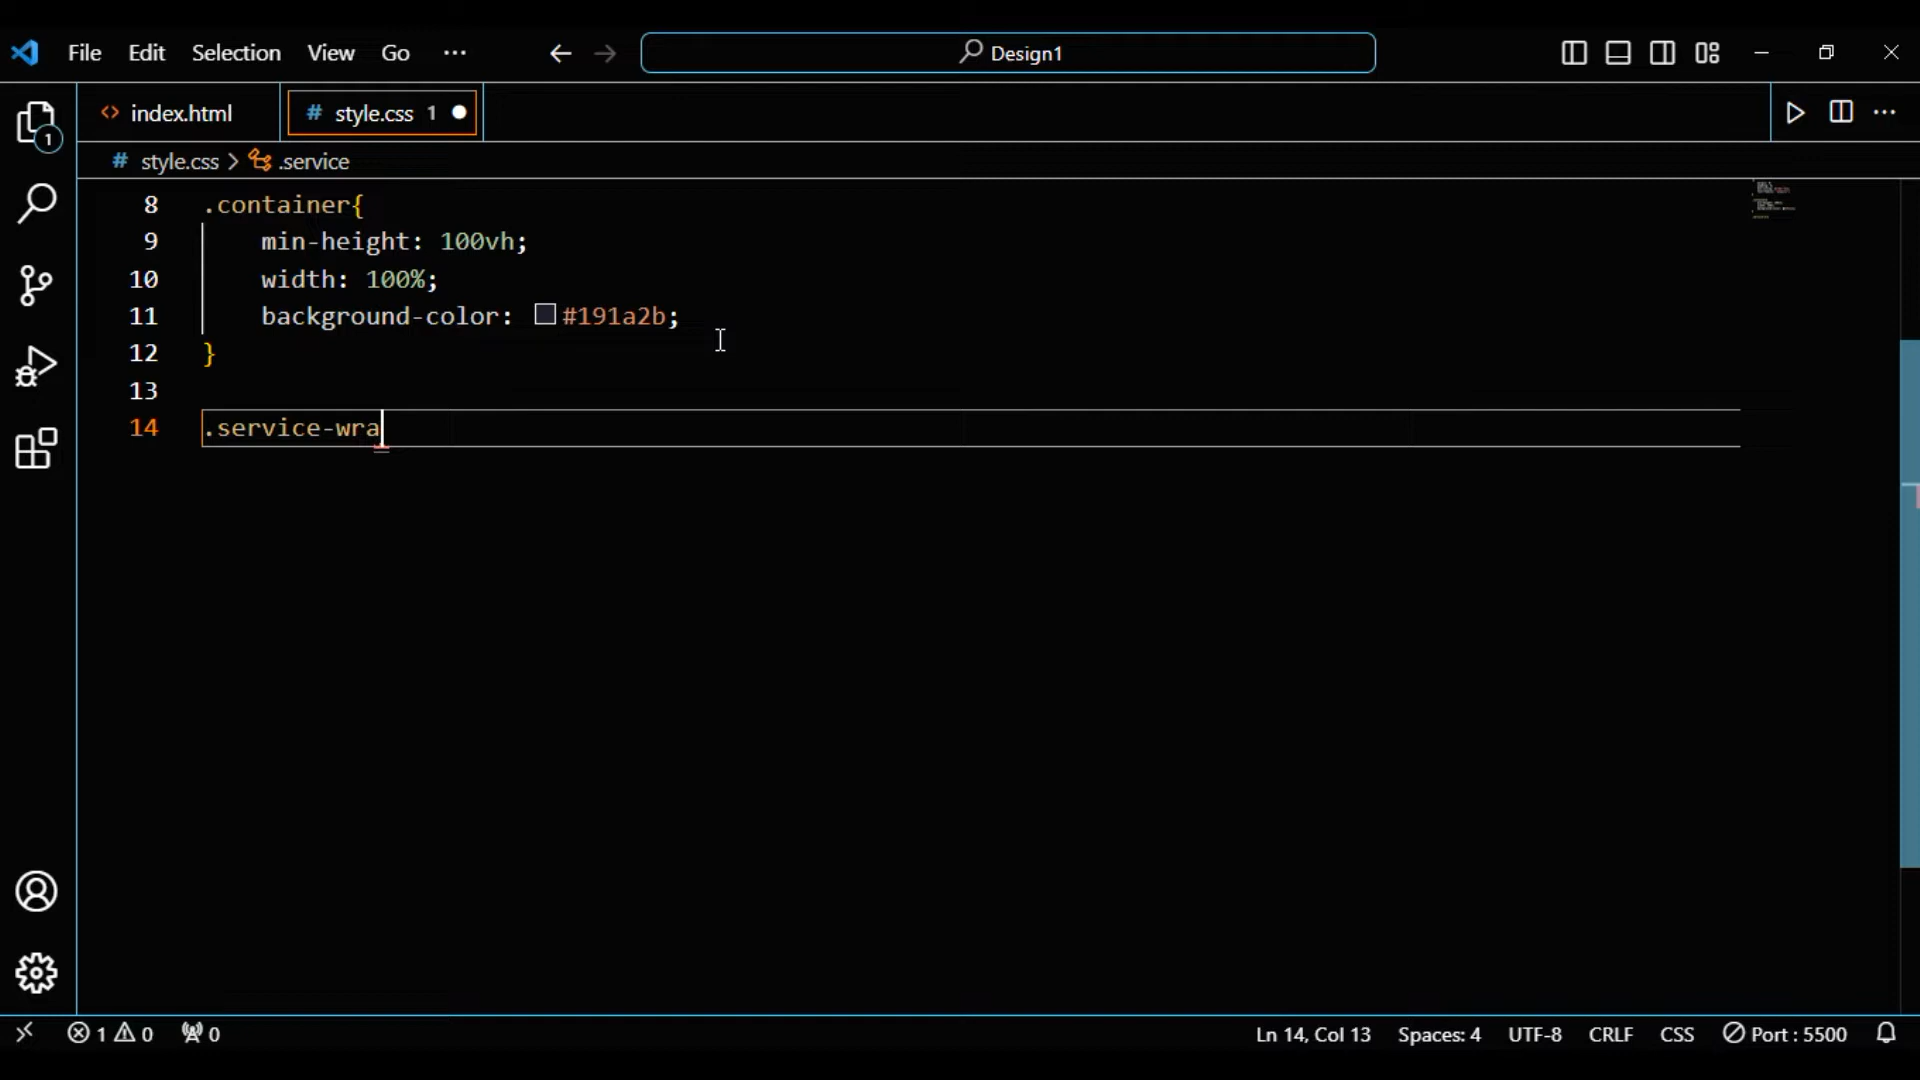 File Edit Selection View Go ··· Design1
index.html # style.css 1
# style.css > .service
8 .container{
9 min-height: 100vh;
10 width: 100%;
11 background-color: #191a2b;
12 }
13
14 .service-wra
1
1 0 0 Ln 14, Col 13 Spaces: 4 UTF-8 CRLF CSS Port : 5500